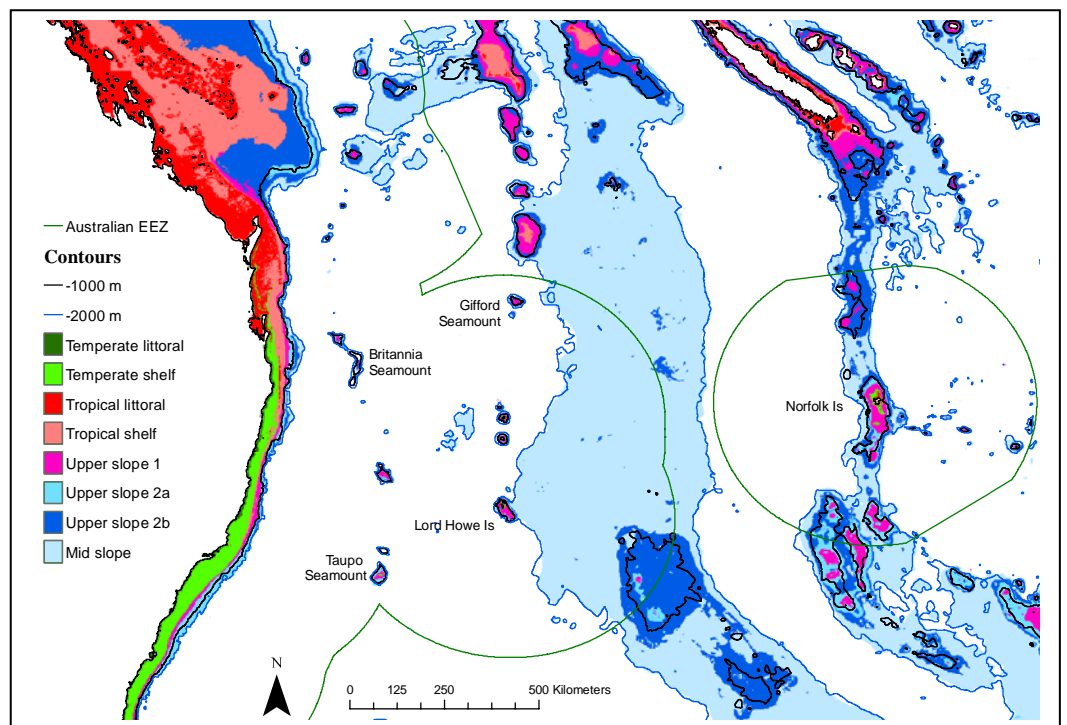 Australian EEZ
Contours
-1000 m
-2000 m
Temperate littoral
Temperate shelf
Tropical littoral
Tropical shelf
Upper slope 1
Upper slope 2a
Upper slope 2b
Mid slope
Gifford
Seamount
Britannia
Seamount
Norfolk Is
Lord Howe Is
Taupo
Seamount
N
0 125 250 500 Kilometers